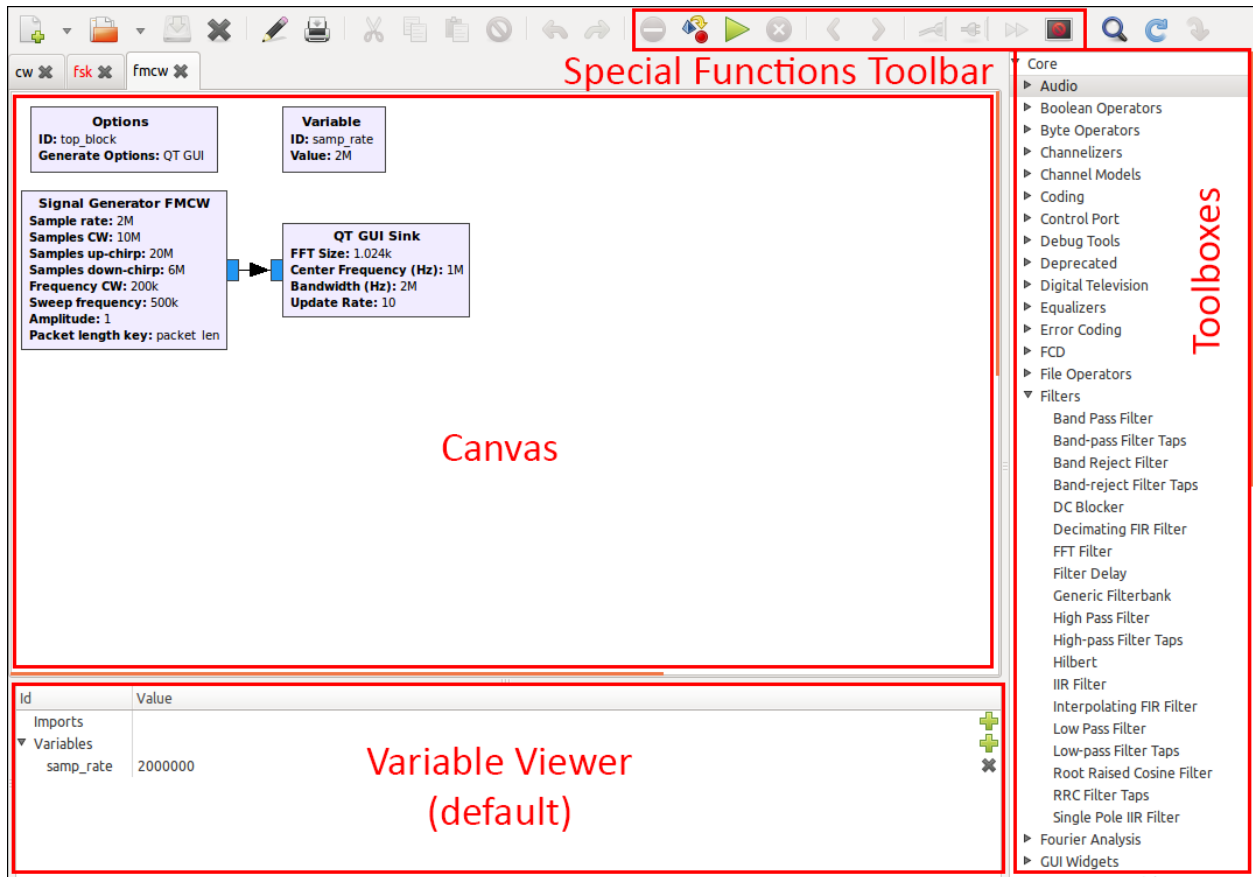 cw
fsk
fmcw
Special Functions Toolbar
Options
ID: top_block
Generate Options: QT GUI
Variable
ID: samp_rate
Value: 2M
Signal Generator FMCW
Sample rate: 2M
Samples CW: 10M
Samples up-chirp: 20M
Samples down-chirp: 6M
Frequency CW: 200k
Sweep frequency: 500k
Amplitude: 1
Packet length key: packet_len
QT GUI Sink
FFT Size: 1.024k
Center Frequency (Hz): 1M
Bandwidth (Hz): 2M
Update Rate: 10
Canvas
Id Value
Imports
Variables
samp_rate 2000000
Variable Viewer
(default)
Core
Audio
Boolean Operators
Byte Operators
Channelizers
Channel Models
Coding
Control Port
Debug Tools
Deprecated
Digital Television
Equalizers
Error Coding
FCD
File Operators
Filters
Band Pass Filter
Band-pass Filter Taps
Band Reject Filter
Band-reject Filter Taps
DC Blocker
Decimating FIR Filter
FFT Filter
Filter Delay
Generic Filterbank
High Pass Filter
High-pass Filter Taps
Hilbert
IIR Filter
Interpolating FIR Filter
Low Pass Filter
Low-pass Filter Taps
Root Raised Cosine Filter
RRC Filter Taps
Single Pole IIR Filter
Fourier Analysis
GUI Widgets
Toolboxes